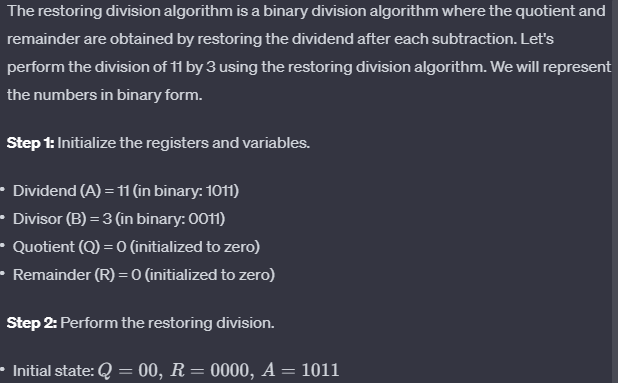 The restoring division algorithm is a binary division algorithm where the quotient and
remainder are obtained by restoring the dividend after each subtraction. Let's
perform the division of 11 by 3 using the restoring division algorithm. We will represent
the numbers in binary form.
Step 1: Initialize the registers and variables.
• Dividend (A) = 11 (in binary: 1011)
• Divisor (B) = 3 (in binary: 0011)
• Quotient (Q) = 0 (initialized to zero)
• Remainder (R) = 0 (initialized to zero)
Step 2: Perform the restoring division.
• Initial state: Q = 00, R = 0000, A = 1011